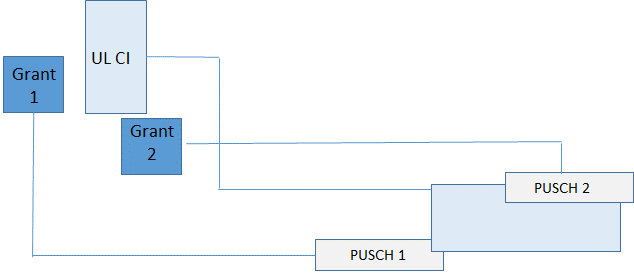 UL CI
Grant
1
Grant
2
PUSCH 2
PUSCH 1